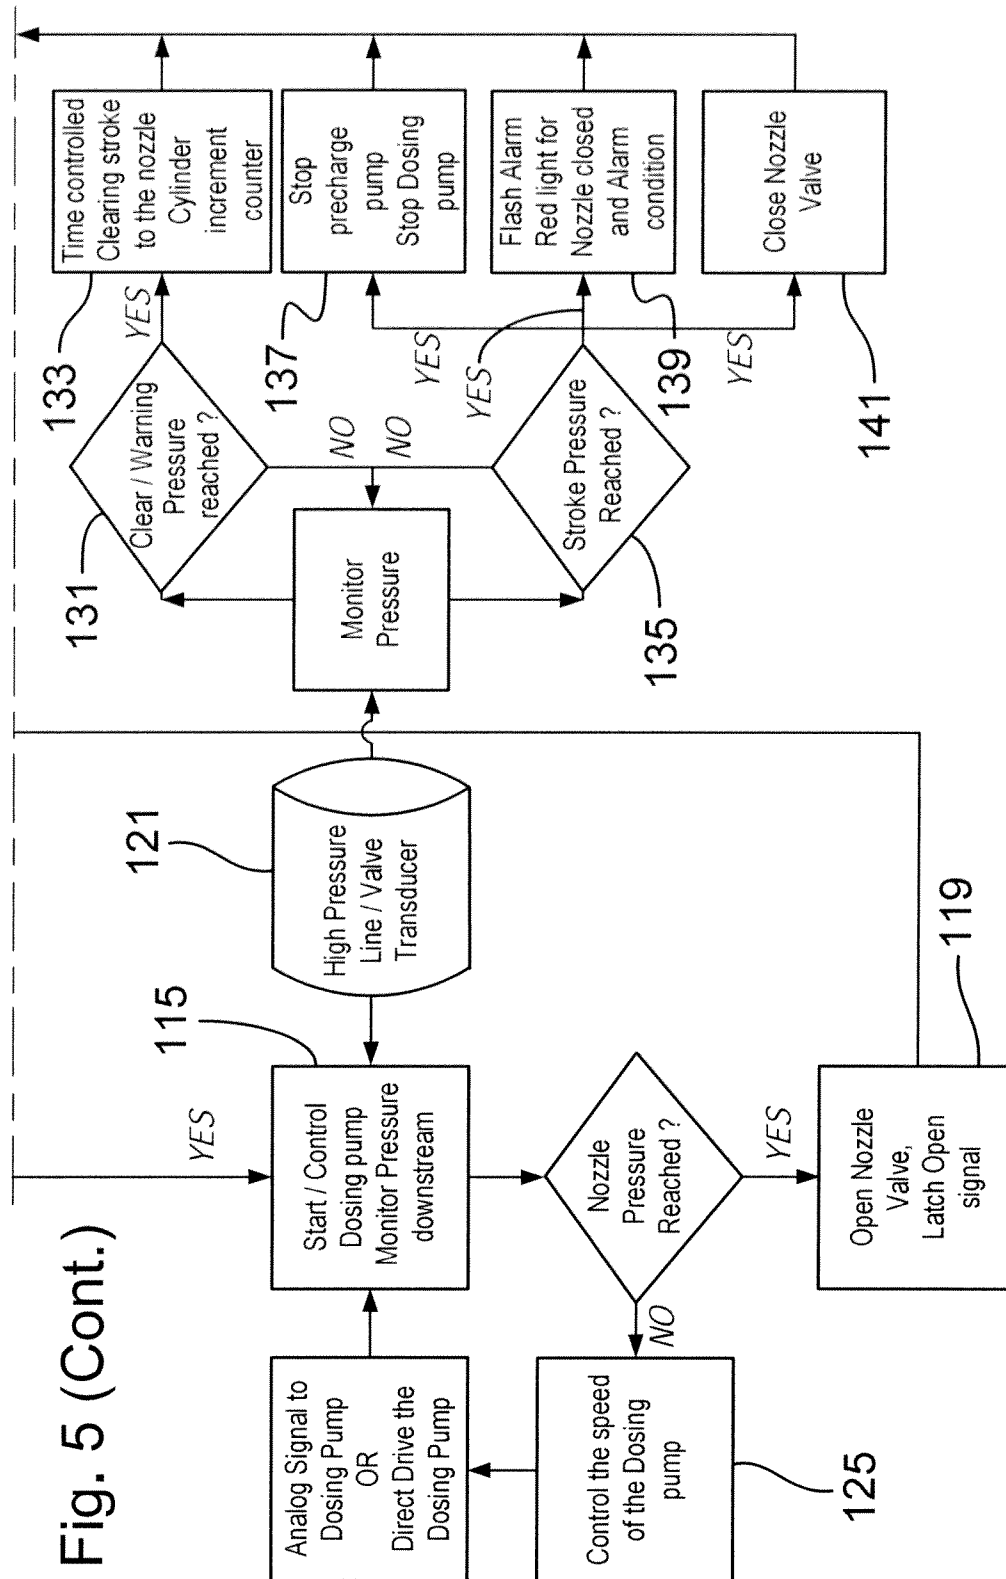 Fig. 5 (Cont.)
YES
Analog Signal to
Dosing Pump
OR
Direct Drive the
Dosing Pump
115
Start / Control
Dosing pump
Monitor Pressure
downstream
121
High Pressure
Line / Valve
Transducer
Monitor
Pressure
131
Clear / Warning
Pressure
reached ?
YES
133
Time controlled
Clearing stroke
to the nozzle
Cylinder
increment
counter
NO
NO
137
Stop
precharge
pump
Stop Dosing
pump
YES
YES
135
Stroke Pressure
Reached ?
139
Flash Alarm
Red light for
Nozzle closed
and Alarm
condition
YES
141
Close Nozzle
Valve
Control the speed
of the Dosing
pump
125
NO
Nozzle
Pressure
Reached ?
YES
Open Nozzle
Valve,
Latch Open
signal
119